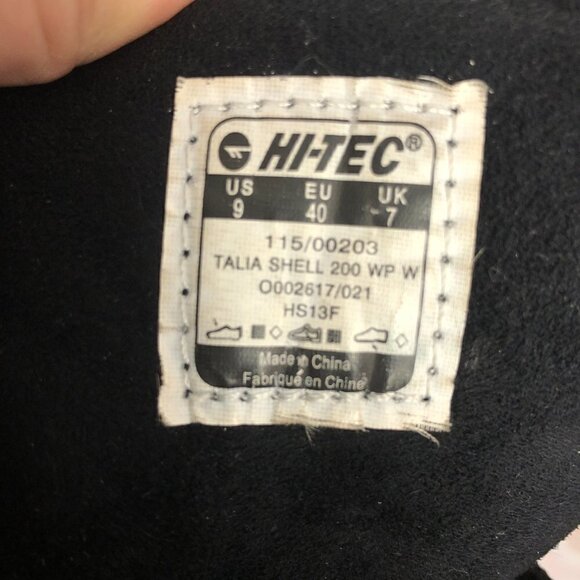 HI-TEC®
US EU UK
9 40 7
115/00203
TALIA SHELL 200 WP W
O002617/021
HS13F
Made in China
Fabriqué en Chine